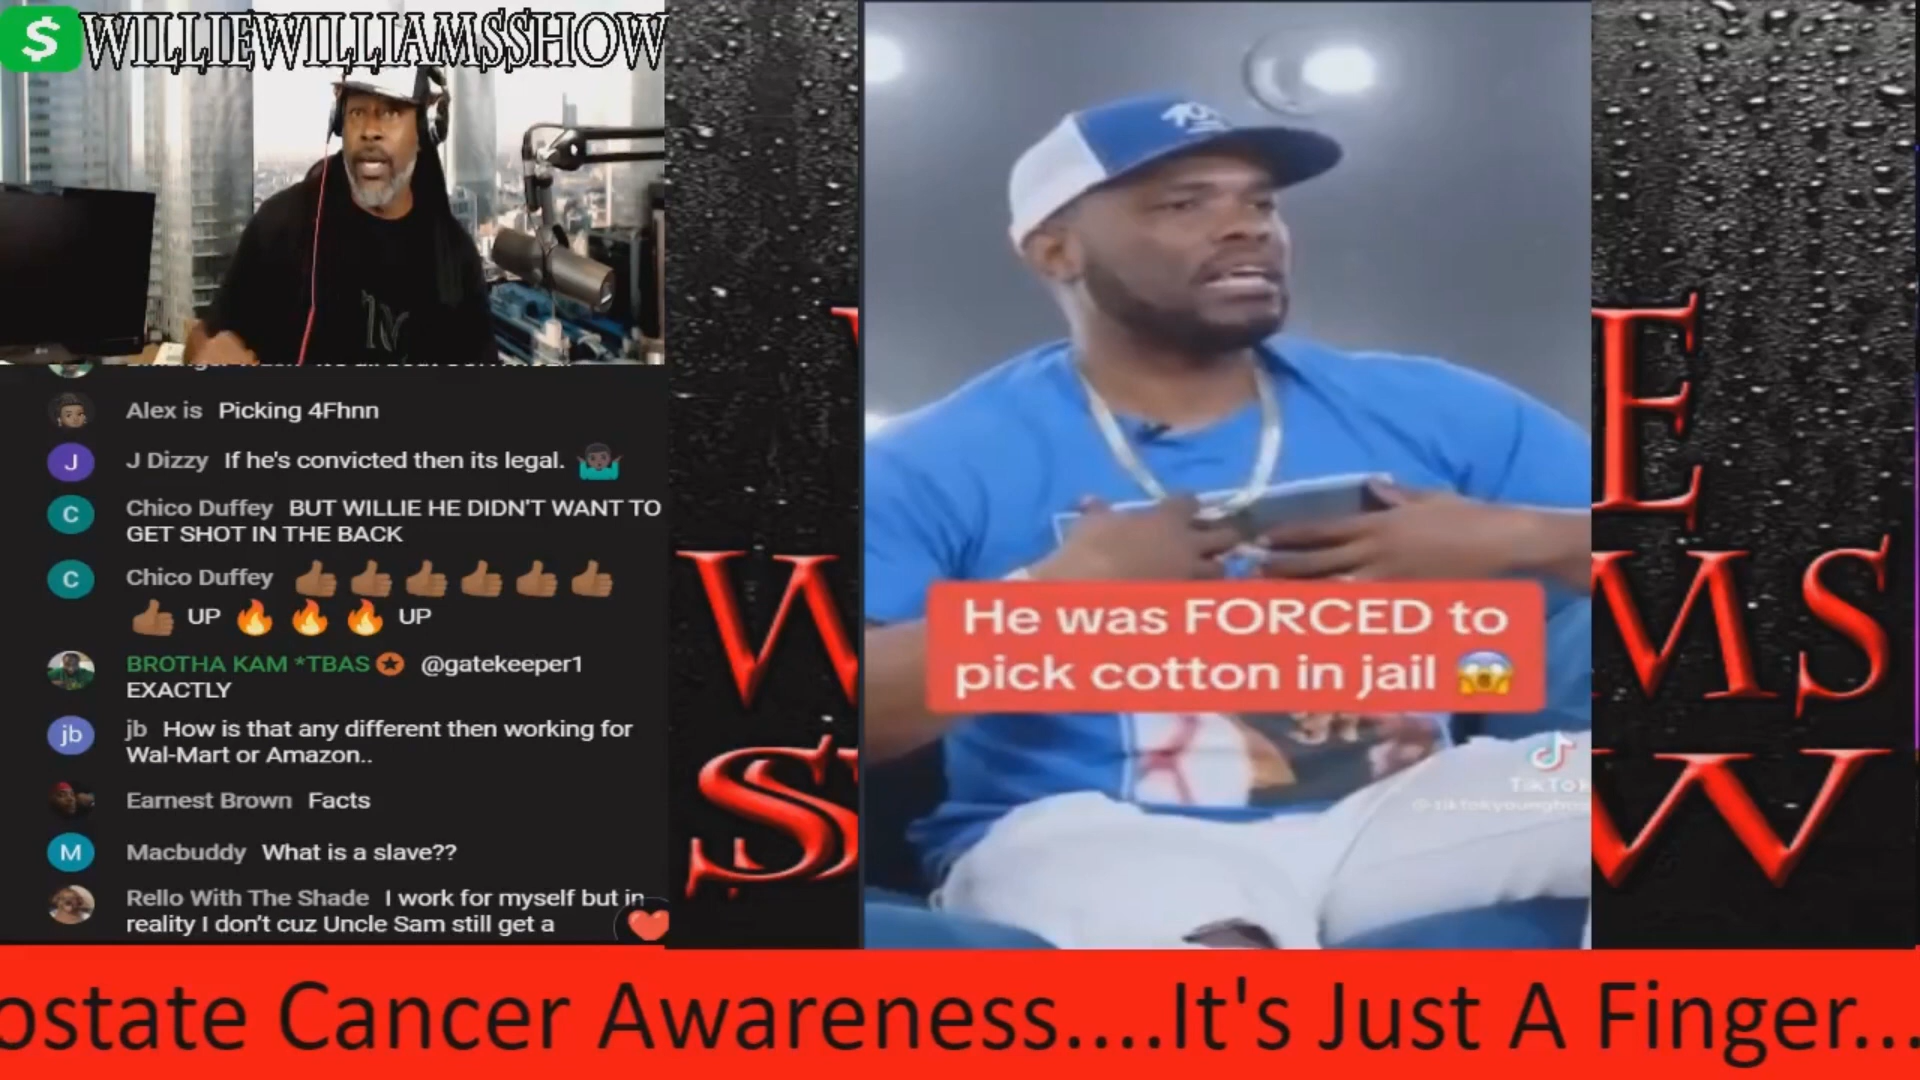 $ WILLIEWILLIAMSSHOW
Alex is Picking 4Fhnn
J
J Dizzy If he's convicted then its legal.
C
Chico Duffey BUT WILLIE HE DIDN'T WANT TO
GET SHOT IN THE BACK
C
Chico Duffey 👍🏽👍🏽👍🏽👍🏽👍🏽👍🏽
👍🏽 UP 🔥🔥🔥 UP
BROTHA KAM *TBAS @gatekeeper1
EXACTLY
jb
jb How is that any different then working for
Wal-Mart or Amazon..
Earnest Brown Facts
M
Macbuddy What is a slave??
Rello With The Shade I work for myself but in
reality I don't cuz Uncle Sam still get a
He was FORCED to
pick cotton in jail 😱
TikTok
E
W
MS
S
W
ostate Cancer Awareness....It's Just A Finger...